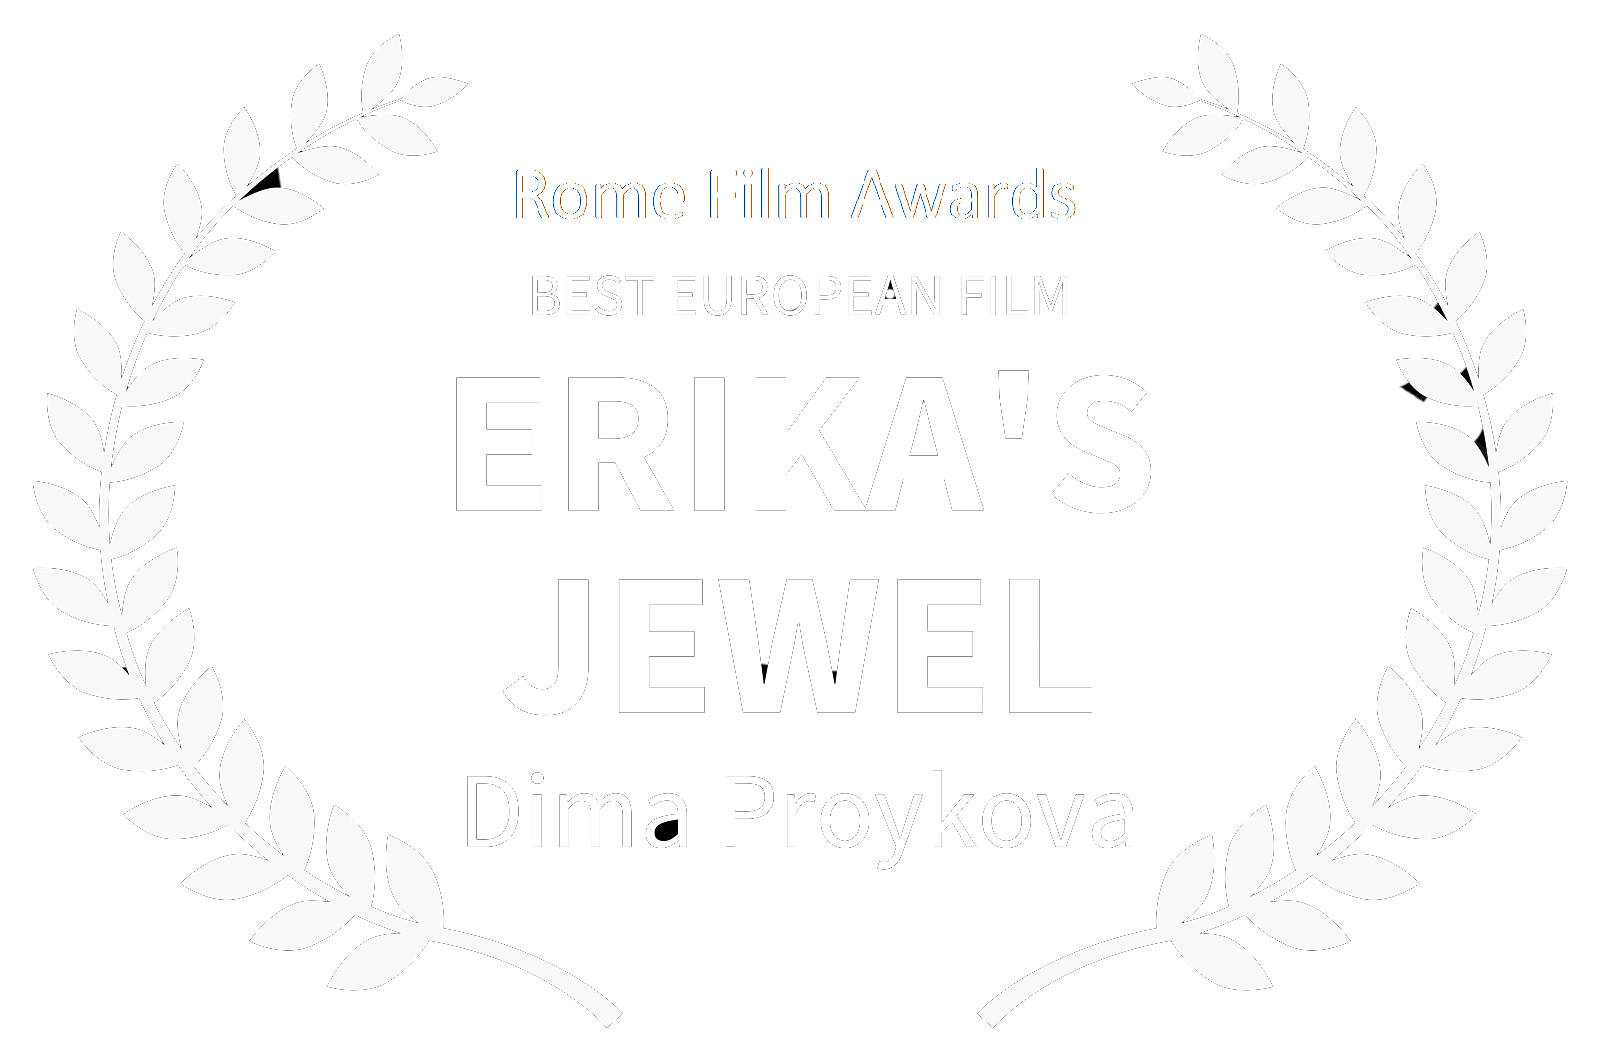 Rome Film Awards
BEST EUROPEAN FILM
ERIKA'S
JEWEL
Dima Proykova